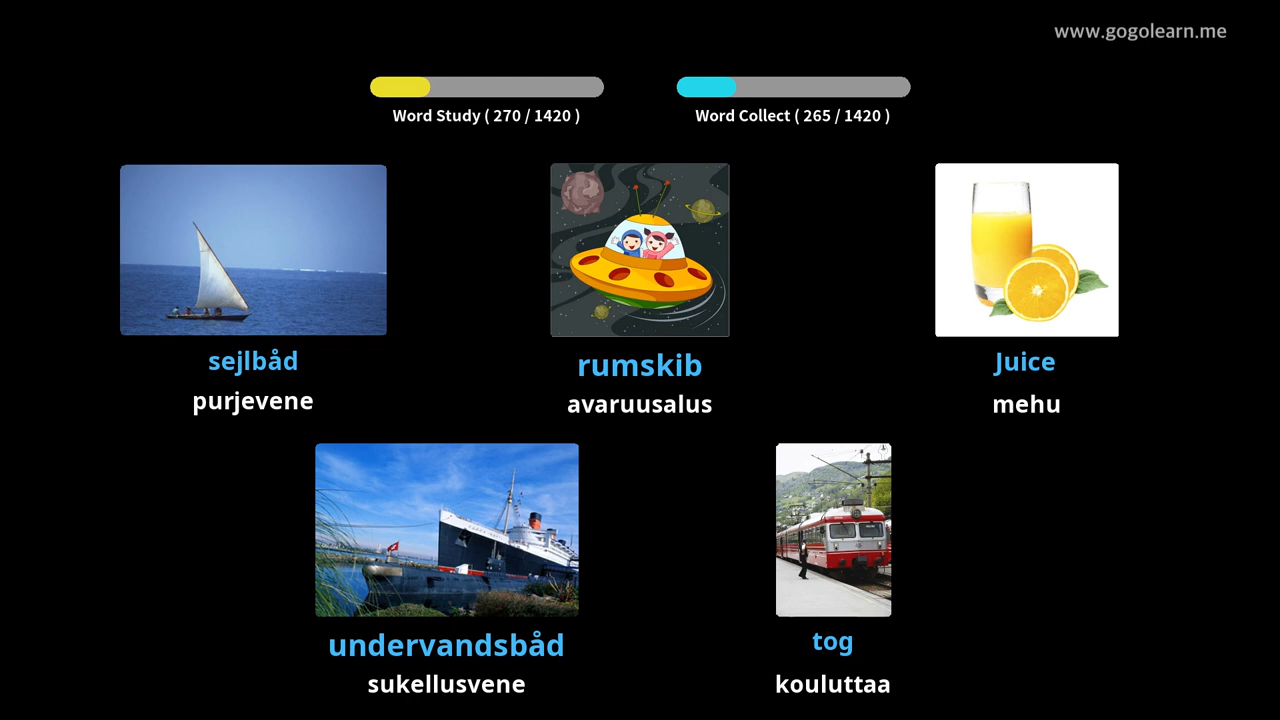 www.gogolearn.me
Word Study ( 270 / 1420 )
Word Collect ( 265 / 1420 )
sejlbåd
purjevene
rumskib
avaruusalus
Juice
mehu
undervandsbåd
sukellusvene
tog
kouluttaa